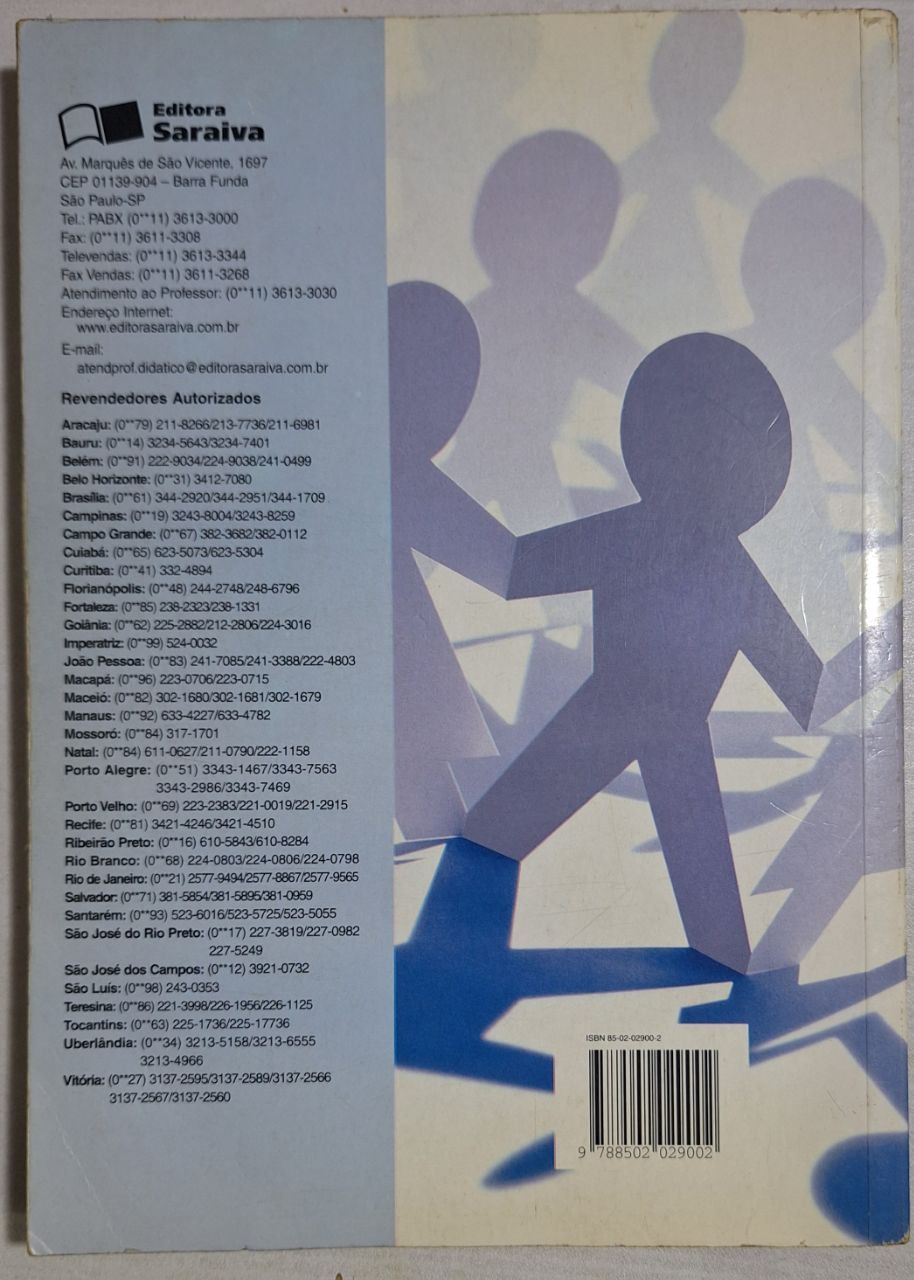 Editora
Saraiva
Av. Marquês de São Vicente, 1697
CEP 01139-904 – Barra Funda
São Paulo-SP
Tel.: PABX (0**11) 3613-3000
Fax: (0**11) 3611-3308
Televendas: (0**11) 3613-3344
Fax Vendas: (0**11) 3611-3268
Atendimento ao Professor: (0**11) 3613-3030
Endereço Internet:
www.editorasaraiva.com.br
E-mail:
atendprof.didatico@editorasaraiva.com.br
Revendedores Autorizados
Aracaju: (0**79) 211-8266/213-7736/211-6981
Bauru: (0**14) 3234-5643/3234-7401
Belém: (0**91) 222-9034/224-9038/241-0499
Belo Horizonte: (0**31) 3412-7080
Brasília: (0**61) 344-2920/344-2951/344-1709
Campinas: (0**19) 3243-8004/3243-8259
Campo Grande: (0**67) 382-3682/382-0112
Cuiabá: (0**65) 623-5073/623-5304
Curitiba: (0**41) 332-4894
Florianópolis: (0**48) 244-2748/248-6796
Fortaleza: (0**85) 238-2323/238-1331
Goiânia: (0**62) 225-2882/212-2806/224-3016
Imperatriz: (0**99) 524-0032
João Pessoa: (0**83) 241-7085/241-3388/222-4803
Macapá: (0**96) 223-0706/223-0715
Maceió: (0**82) 302-1680/302-1681/302-1679
Manaus: (0**92) 633-4227/633-4782
Mossoró: (0**84) 317-1701
Natal: (0**84) 611-0627/211-0790/222-1158
Porto Alegre: (0**51) 3343-1467/3343-7563
3343-2986/3343-7469
Porto Velho: (0**69) 223-2383/221-0019/221-2915
Recife: (0**81) 3421-4246/3421-4510
Ribeirão Preto: (0**16) 610-5843/610-8284
Rio Branco: (0**68) 224-0803/224-0806/224-0798
Rio de Janeiro: (0**21) 2577-9494/2577-8867/2577-9565
Salvador: (0**71) 381-5854/381-5895/381-0959
Santarém: (0**93) 523-6016/523-5725/523-5055
São José do Rio Preto: (0**17) 227-3819/227-0982
227-5249
São José dos Campos: (0**12) 3921-0732
São Luís: (0**98) 243-0353
Teresina: (0**86) 221-3998/226-1956/226-1125
Tocantins: (0**63) 225-1736/225-17736
Uberlândia: (0**34) 3213-5158/3213-6555
3213-4966
Vitória: (0**27) 3137-2595/3137-2589/3137-2566
3137-2567/3137-2560
ISBN 85-02-02900-2
9 788502 029002